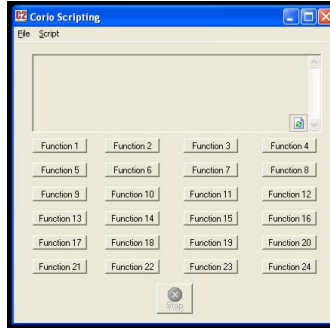 C2 Corio Scripting
File Script
Function 1 Function 2 Function 3 Function 4
Function 5 Function 6 Function 7 Function 8
Function 9 Function 10 Function 11 Function 12
Function 13 Function 14 Function 15 Function 16
Function 17 Function 18 Function 19 Function 20
Function 21 Function 22 Function 23 Function 24
Stop